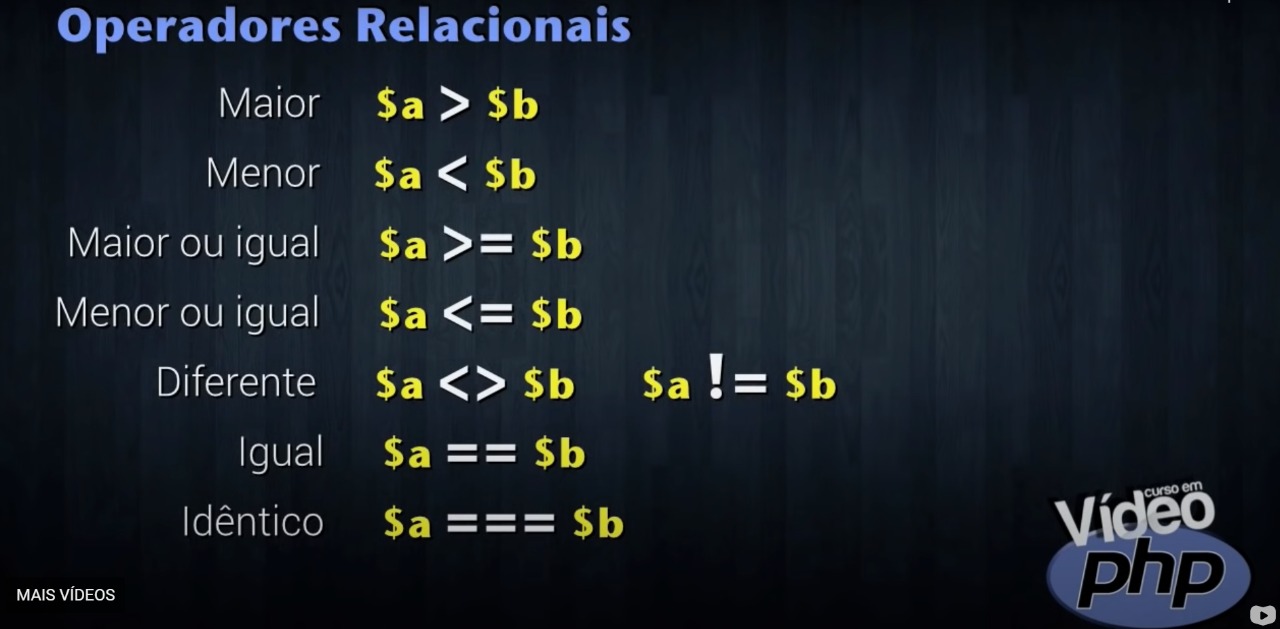 Operadores Relacionais
Maior $a > $b
Menor $a < $b
Maior ou igual $a >= $b
Menor ou igual $a <= $b
Diferente $a <> $b $a != $b
Igual $a == $b
Idêntico $a === $b
curso em
Vídeo
php
MAIS VÍDEOS